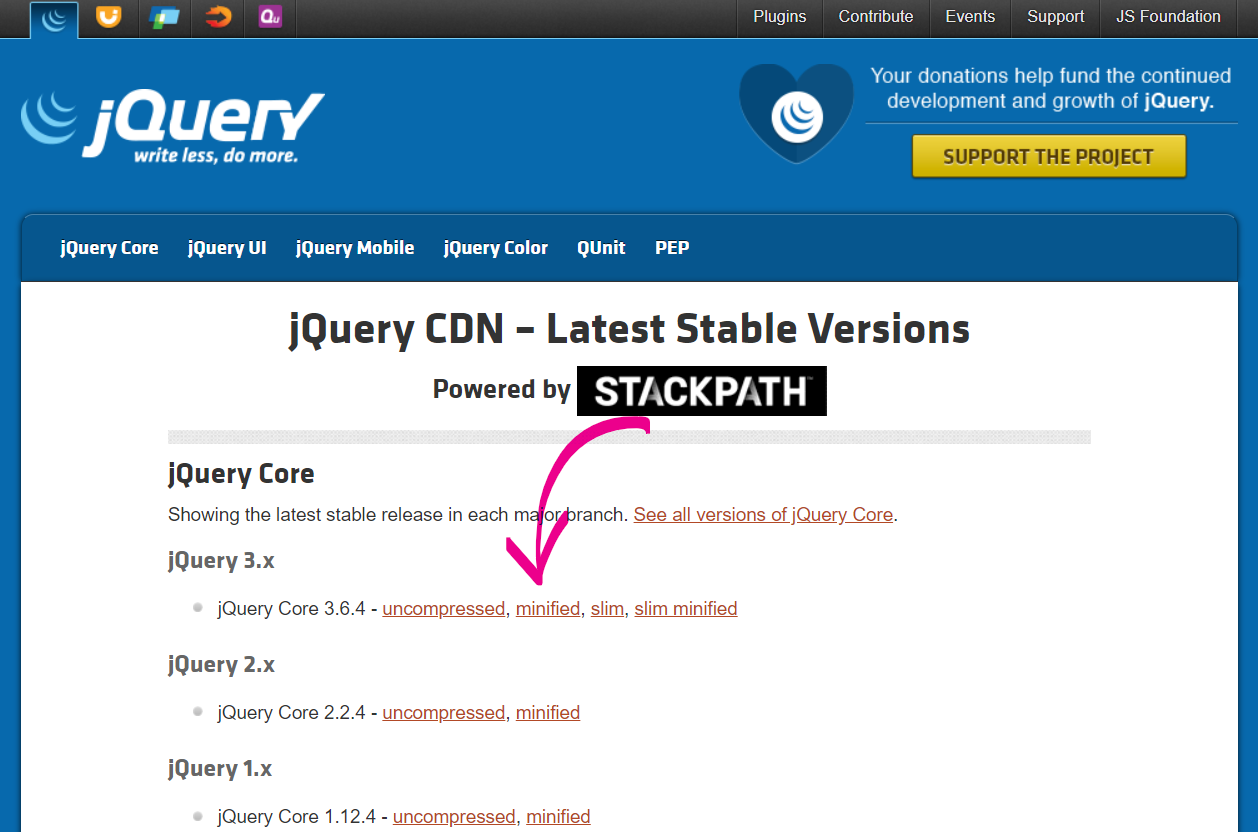 Qu
Plugins Contribute Events Support JS Foundation
jQuery
write less, do more.
Your donations help fund the continued
development and growth of jQuery.
SUPPORT THE PROJECT
jQuery Core jQuery UI jQuery Mobile jQuery Color QUnit PEP
jQuery CDN – Latest Stable Versions
Powered by STACKPATH™
jQuery Core
Showing the latest stable release in each major branch. See all versions of jQuery Core.
jQuery 3.x
jQuery Core 3.6.4 - uncompressed, minified, slim, slim minified
jQuery 2.x
jQuery Core 2.2.4 - uncompressed, minified
jQuery 1.x
jQuery Core 1.12.4 - uncompressed, minified